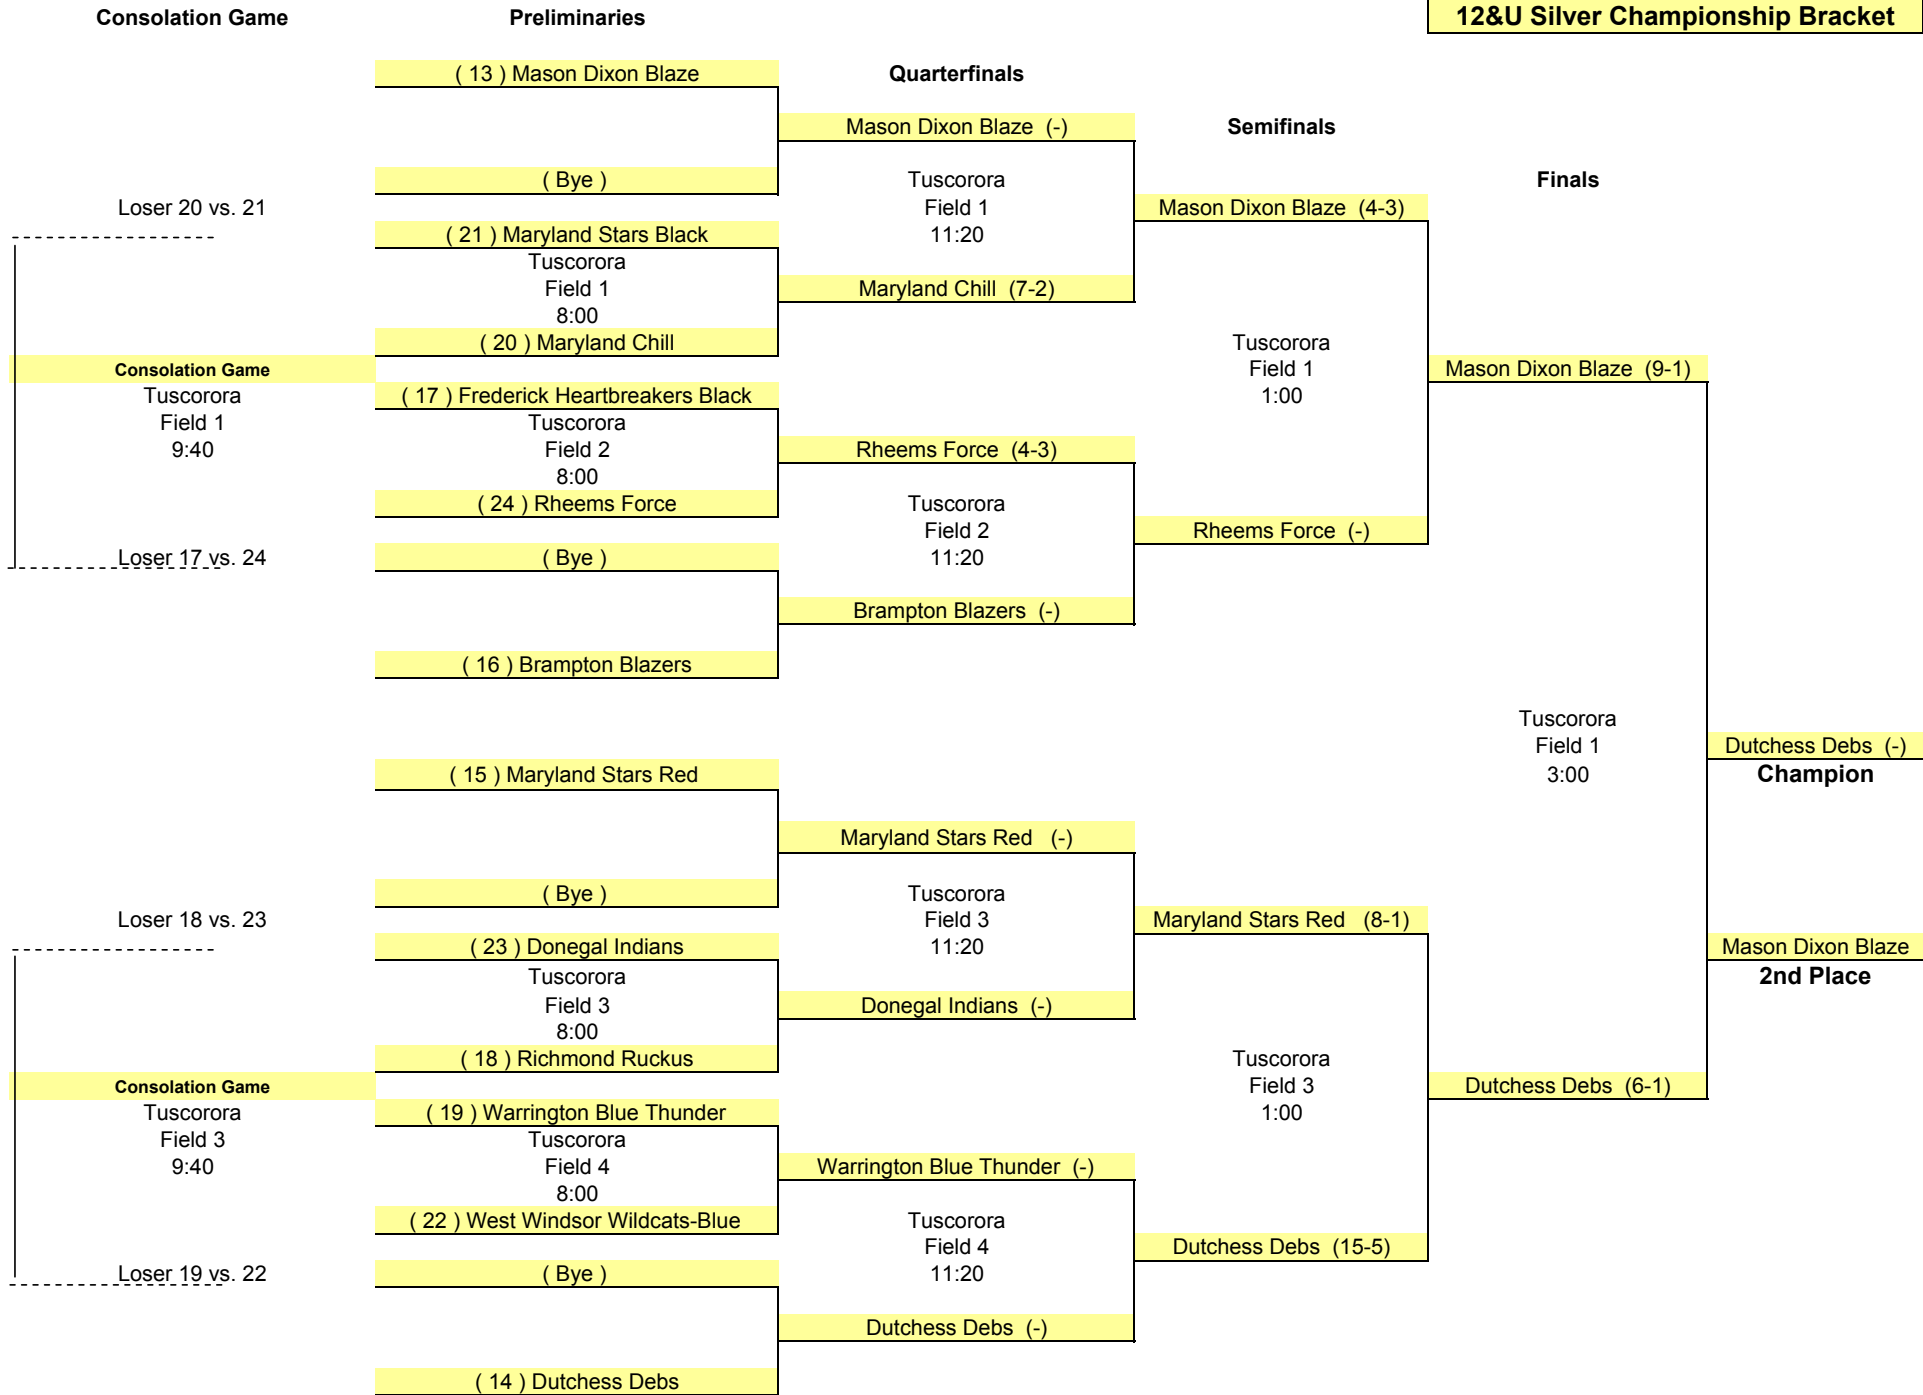 Consolation Game
Preliminaries
12&U Silver Championship Bracket
( 13 ) Mason Dixon Blaze
Quarterfinals
Mason Dixon Blaze (-)
Semifinals
( Bye )
Tuscorora
Finals
Loser 20 vs. 21
Field 1
Mason Dixon Blaze (4-3)
( 21 ) Maryland Stars Black
11:20
Tuscorora
Field 1
Maryland Chill (7-2)
8:00
( 20 ) Maryland Chill
Tuscorora
Consolation Game
Field 1
Mason Dixon Blaze (9-1)
Tuscorora
( 17 ) Frederick Heartbreakers Black
1:00
Field 1
Tuscorora
9:40
Field 2
Rheems Force (4-3)
8:00
( 24 ) Rheems Force
Tuscorora
Field 2
Rheems Force (-)
Loser 17 vs. 24
( Bye )
11:20
Brampton Blazers (-)
( 16 ) Brampton Blazers
Tuscorora
Field 1
Dutchess Debs (-)
( 15 ) Maryland Stars Red
3:00
Champion
Maryland Stars Red (-)
( Bye )
Tuscorora
Loser 18 vs. 23
Field 3
Maryland Stars Red (8-1)
( 23 ) Donegal Indians
11:20
Mason Dixon Blaze
Tuscorora
2nd Place
Field 3
Donegal Indians (-)
8:00
( 18 ) Richmond Ruckus
Tuscorora
Consolation Game
Field 3
Dutchess Debs (6-1)
Tuscorora
( 19 ) Warrington Blue Thunder
1:00
Field 3
Tuscorora
9:40
Field 4
Warrington Blue Thunder (-)
8:00
( 22 ) West Windsor Wildcats-Blue
Tuscorora
Field 4
Dutchess Debs (15-5)
Loser 19 vs. 22
( Bye )
11:20
Dutchess Debs (-)
( 14 ) Dutchess Debs